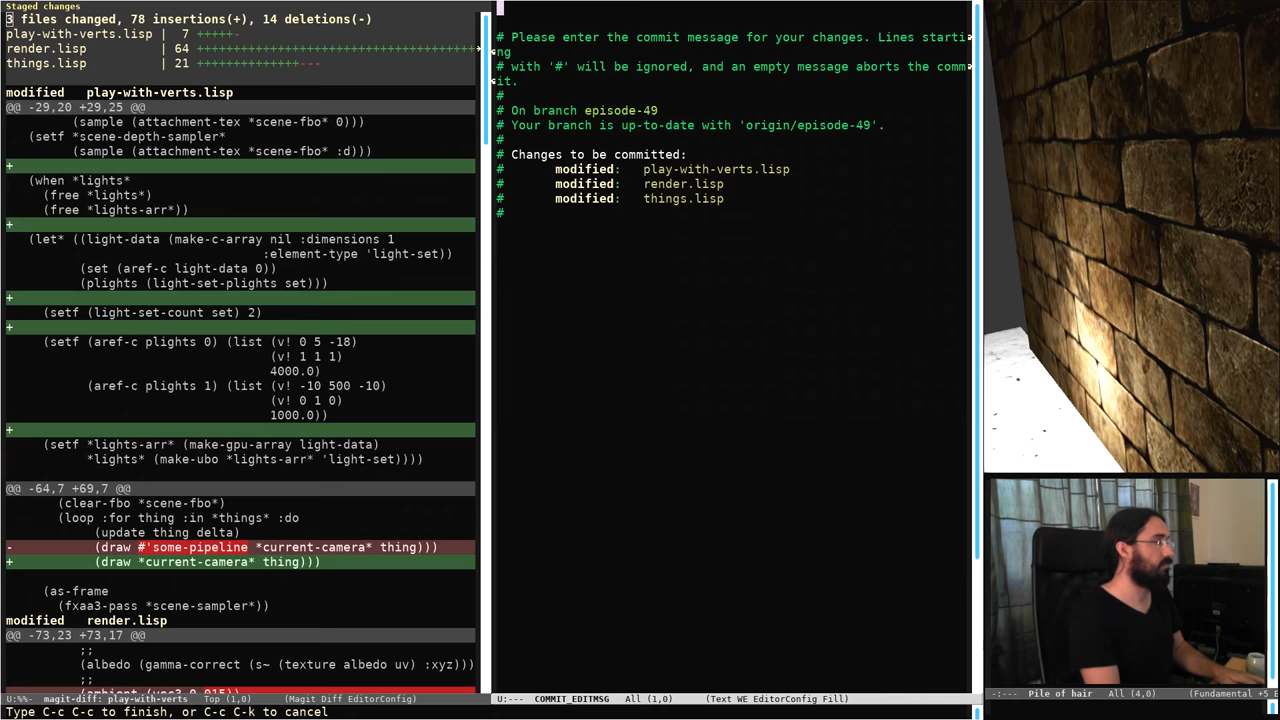 Staged changes
3 files changed, 78 insertions(+), 14 deletions(-)
play-with-verts.lisp |  7 +++++-
render.lisp          | 64 ++++++++++++++++++++++++++++++++++++++
things.lisp          | 21 ++++++++++++++---
modified   play-with-verts.lisp
@@ -29,20 +29,25 @@
(sample (attachment-tex *scene-fbo* 0)))
(setf *scene-depth-sampler*
(sample (attachment-tex *scene-fbo* :d)))
+
(when *lights*
(free *lights*)
(free *lights-arr*))
+
(let* ((light-data (make-c-array nil :dimensions 1
:element-type 'light-set))
(set (aref-c light-data 0))
(plights (light-set-plights set)))
+
(setf (light-set-count set) 2)
+
(setf (aref-c plights 0) (list (v! 0 5 -18)
(v! 1 1 1)
4000.0)
(aref-c plights 1) (list (v! -10 500 -10)
(v! 0 1 0)
1000.0))
+
(setf *lights-arr* (make-gpu-array light-data)
*lights* (make-ubo *lights-arr* 'light-set))))
@@ -64,7 +69,7 @@
(clear-fbo *scene-fbo*)
(loop :for thing :in *things* :do
(update thing delta)
-            (draw #'some-pipeline *current-camera* thing)))
+            (draw *current-camera* thing)))
(as-frame
(fxaa3-pass *scene-sampler*))
modified   render.lisp
@@ -73,23 +73,17 @@
;;
(albedo (gamma-correct (s~ (texture albedo uv) :xyz)))
;;
(ambient (vec3 0.015))
U:%%-  magit-diff: play-with-verts   Top (1,0)     (Magit Diff EditorConfig)
Type C-c C-c to finish, or C-c C-k to cancel
# Please enter the commit message for your changes. Lines starti
ng
# with '#' will be ignored, and an empty message aborts the comm
it.
#
# On branch episode-49
# Your branch is up-to-date with 'origin/episode-49'.
#
# Changes to be committed:
#       modified:   play-with-verts.lisp
#       modified:   render.lisp
#       modified:   things.lisp
#
U:---  COMMIT_EDITMSG   All (1,0)     (Text WE EditorConfig Fill)
-:---  Pile of hair   All (4,0)     (Fundamental +5 E